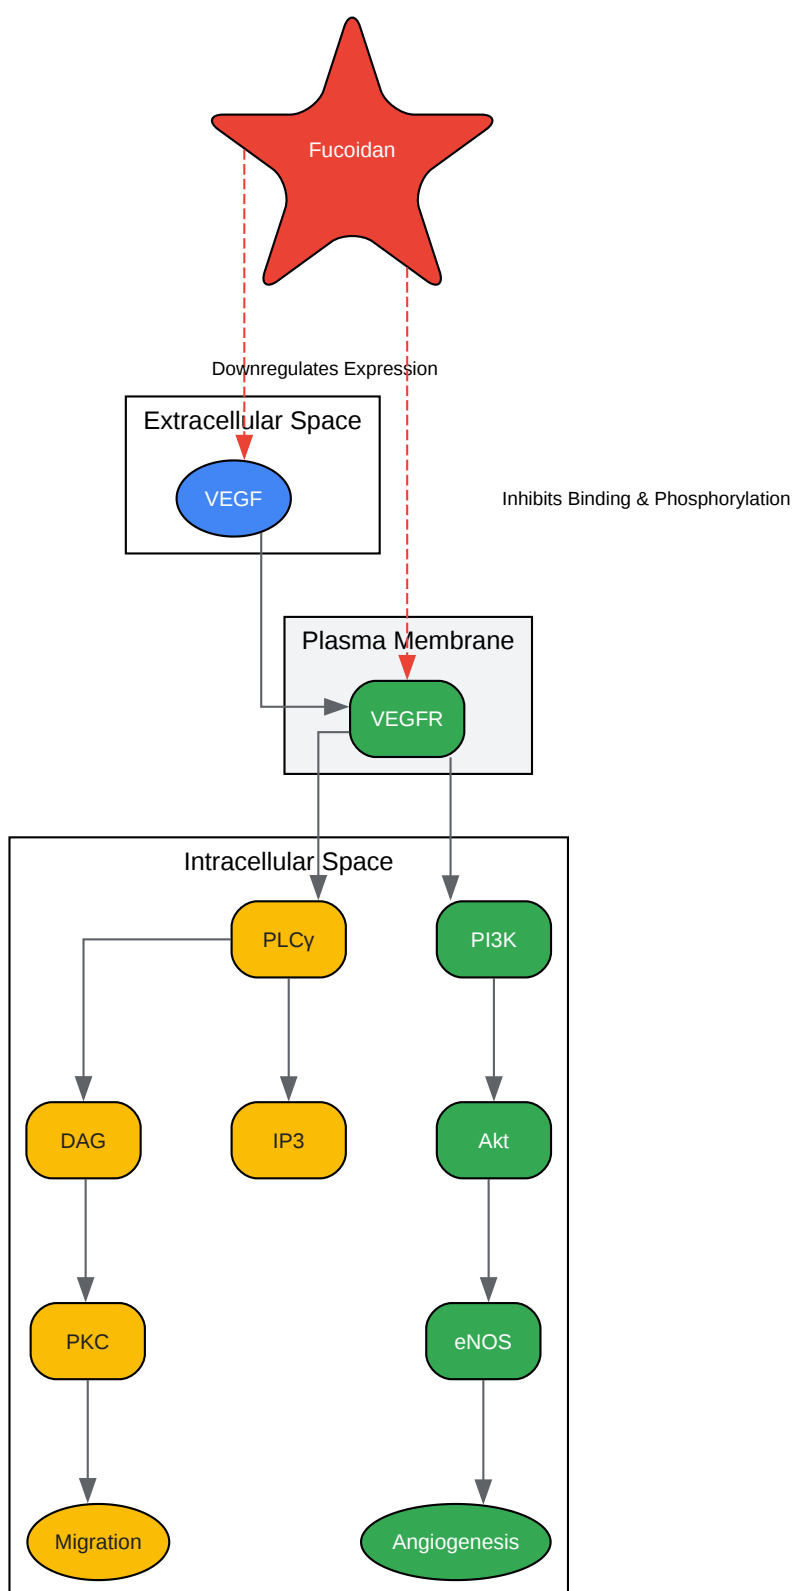 Fucoidan
Downregulates Expression
Extracellular Space
VEGF
Inhibits Binding & Phosphorylation
Plasma Membrane
VEGFR
Intracellular Space
PLCγ
PI3K
DAG
IP3
Akt
PKC
eNOS
Migration
Angiogenesis